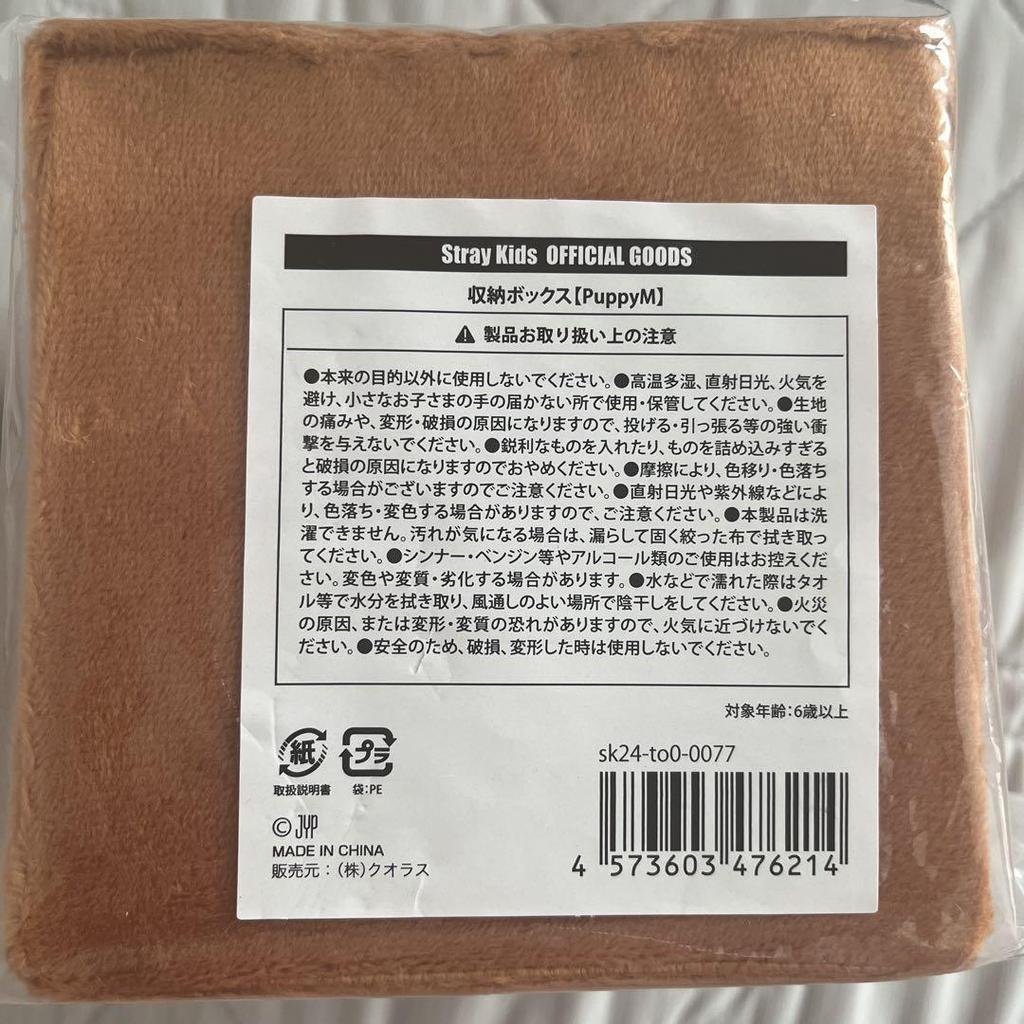 Stray Kids OFFICIAL GOODS
収納ボックス【PuppyM】
⚠ 製品お取り扱い上の注意
●本来の目的以外に使用しないでください。●高温多湿、直射日光、火気を
避け、小さなお子さまの手の届かない所で使用・保管してください。●生地
の痛みや、変形・破損の原因になりますので、投げる・引っ張る等の強い衝
撃を与えないでください。●鋭利なものを入れたり、ものを詰め込みすぎる
と破損の原因になりますのでおやめください。●摩擦により、色移り・色落ち
する場合がございますのでご注意ください。●直射日光や紫外線などによ
り、色落ち・変色する場合がありますので、ご注意ください。●本製品は洗
濯できません。汚れが気になる場合は、濡らして固く絞った布で拭き取っ
てください。●シンナー・ベンジン等やアルコール類のご使用はお控えくだ
さい。変色や変質・劣化する場合があります。●水などで濡れた際はタオ
ル等で水分を拭き取り、風通しのよい場所で陰干しをしてください。●火災
の原因、または変形・変質の恐れがありますので、火気に近づけないでく
ださい。●安全のため、破損、変形した時は使用しないでください。
対象年齢:6歳以上
紙 プラ
取扱説明書 袋:PE
sk24-to0-0077
© JYP
MADE IN CHINA
販売元:(株)クオラス
4 573603 476214